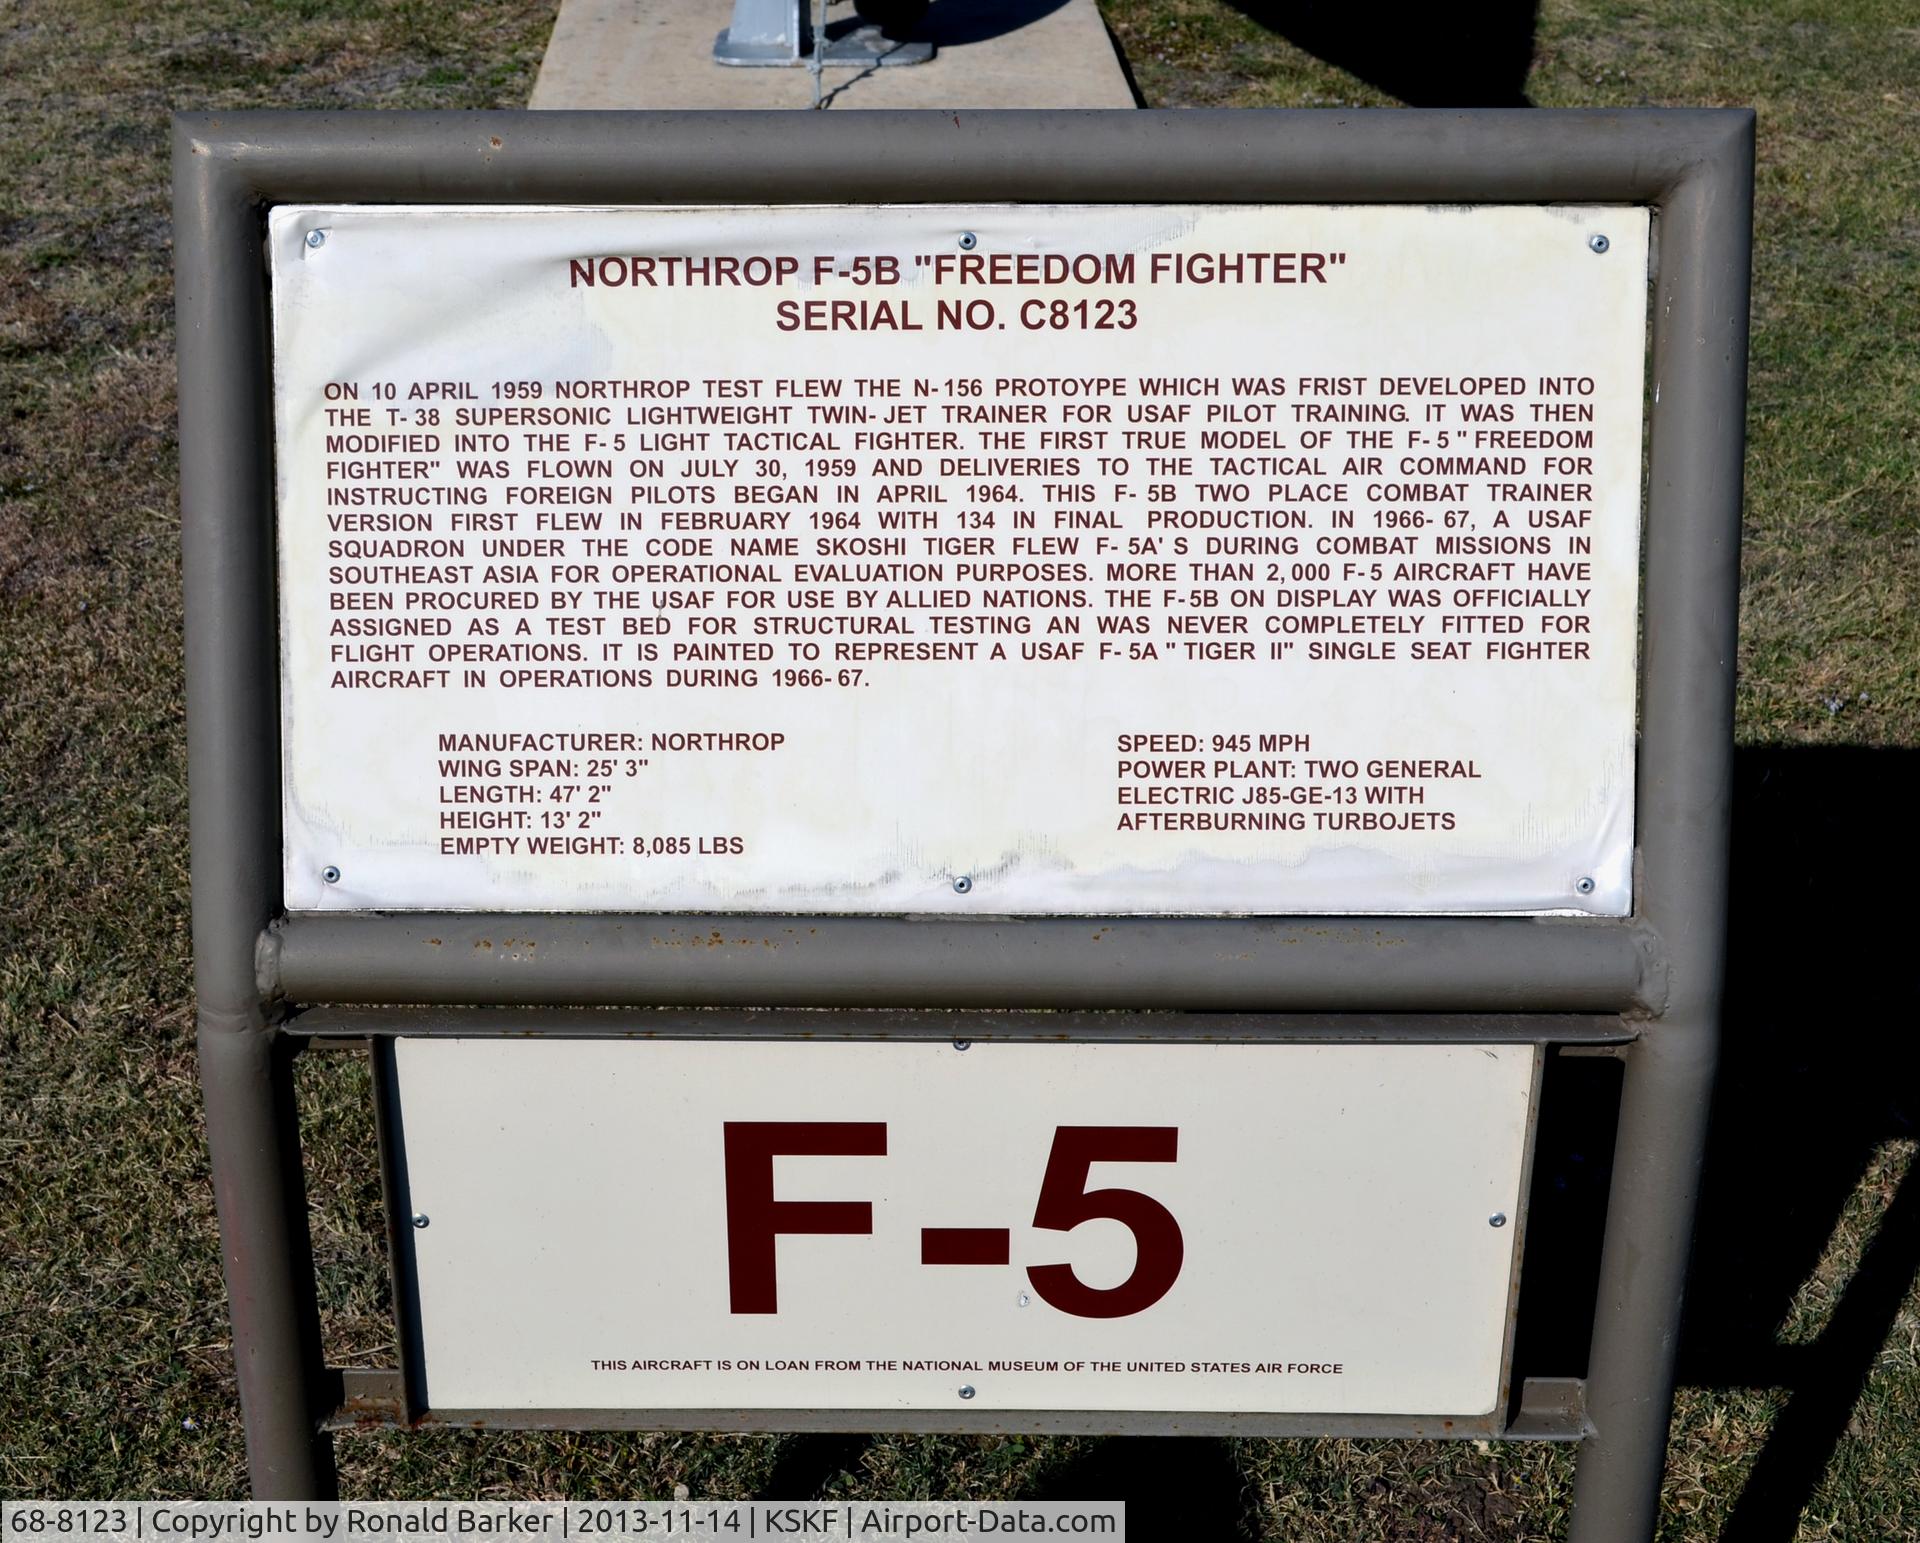 NORTHROP F-5B "FREEDOM FIGHTER"
SERIAL NO. C8123
ON 10 APRIL 1959 NORTHROP TEST FLEW THE N-156 PROTOYPE WHICH WAS FRIST DEVELOPED INTO
THE T-38 SUPERSONIC LIGHTWEIGHT TWIN-JET TRAINER FOR USAF PILOT TRAINING. IT WAS THEN
MODIFIED INTO THE F-5 LIGHT TACTICAL FIGHTER. THE FIRST TRUE MODEL OF THE F-5 "FREEDOM
FIGHTER" WAS FLOWN ON JULY 30, 1959 AND DELIVERIES TO THE TACTICAL AIR COMMAND FOR
INSTRUCTING FOREIGN PILOTS BEGAN IN APRIL 1964. THIS F-5B TWO PLACE COMBAT TRAINER
VERSION FIRST FLEW IN FEBRUARY 1964 WITH 134 IN FINAL PRODUCTION. IN 1966-67, A USAF
SQUADRON UNDER THE CODE NAME SKOSHI TIGER FLEW F-5A'S DURING COMBAT MISSIONS IN
SOUTHEAST ASIA FOR OPERATIONAL EVALUATION PURPOSES. MORE THAN 2,000 F-5 AIRCRAFT HAVE
BEEN PROCURED BY THE USAF FOR USE BY ALLIED NATIONS. THE F-5B ON DISPLAY WAS OFFICIALLY
ASSIGNED AS A TEST BED FOR STRUCTURAL TESTING AN WAS NEVER COMPLETELY FITTED FOR
FLIGHT OPERATIONS. IT IS PAINTED TO REPRESENT A USAF F-5A "TIGER II" SINGLE SEAT FIGHTER
AIRCRAFT IN OPERATIONS DURING 1966-67.
MANUFACTURER: NORTHROP
WING SPAN: 25' 3"
LENGTH: 47' 2"
HEIGHT: 13' 2"
EMPTY WEIGHT: 8,085 LBS
SPEED: 945 MPH
POWER PLANT: TWO GENERAL
ELECTRIC J85-GE-13 WITH
AFTERBURNING TURBOJETS
F-5
THIS AIRCRAFT IS ON LOAN FROM THE NATIONAL MUSEUM OF THE UNITED STATES AIR FORCE
68-8123 | Copyright by Ronald Barker | 2013-11-14 | KSKF | Airport-Data.com